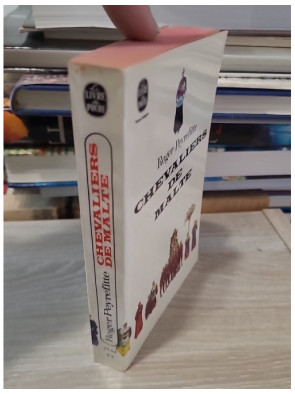 LE LIVRE
DE POCHE
Roger Peyrefitte
CHEVALIERS
DE MALTE
Roger Peyrefitte
CHEVALIERS
DE
MALTE